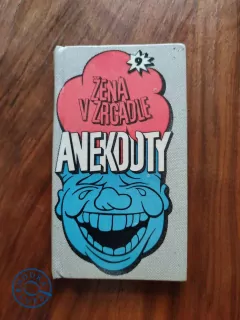 9
ŽENA
V ZRCADLE
ANEKDOTY